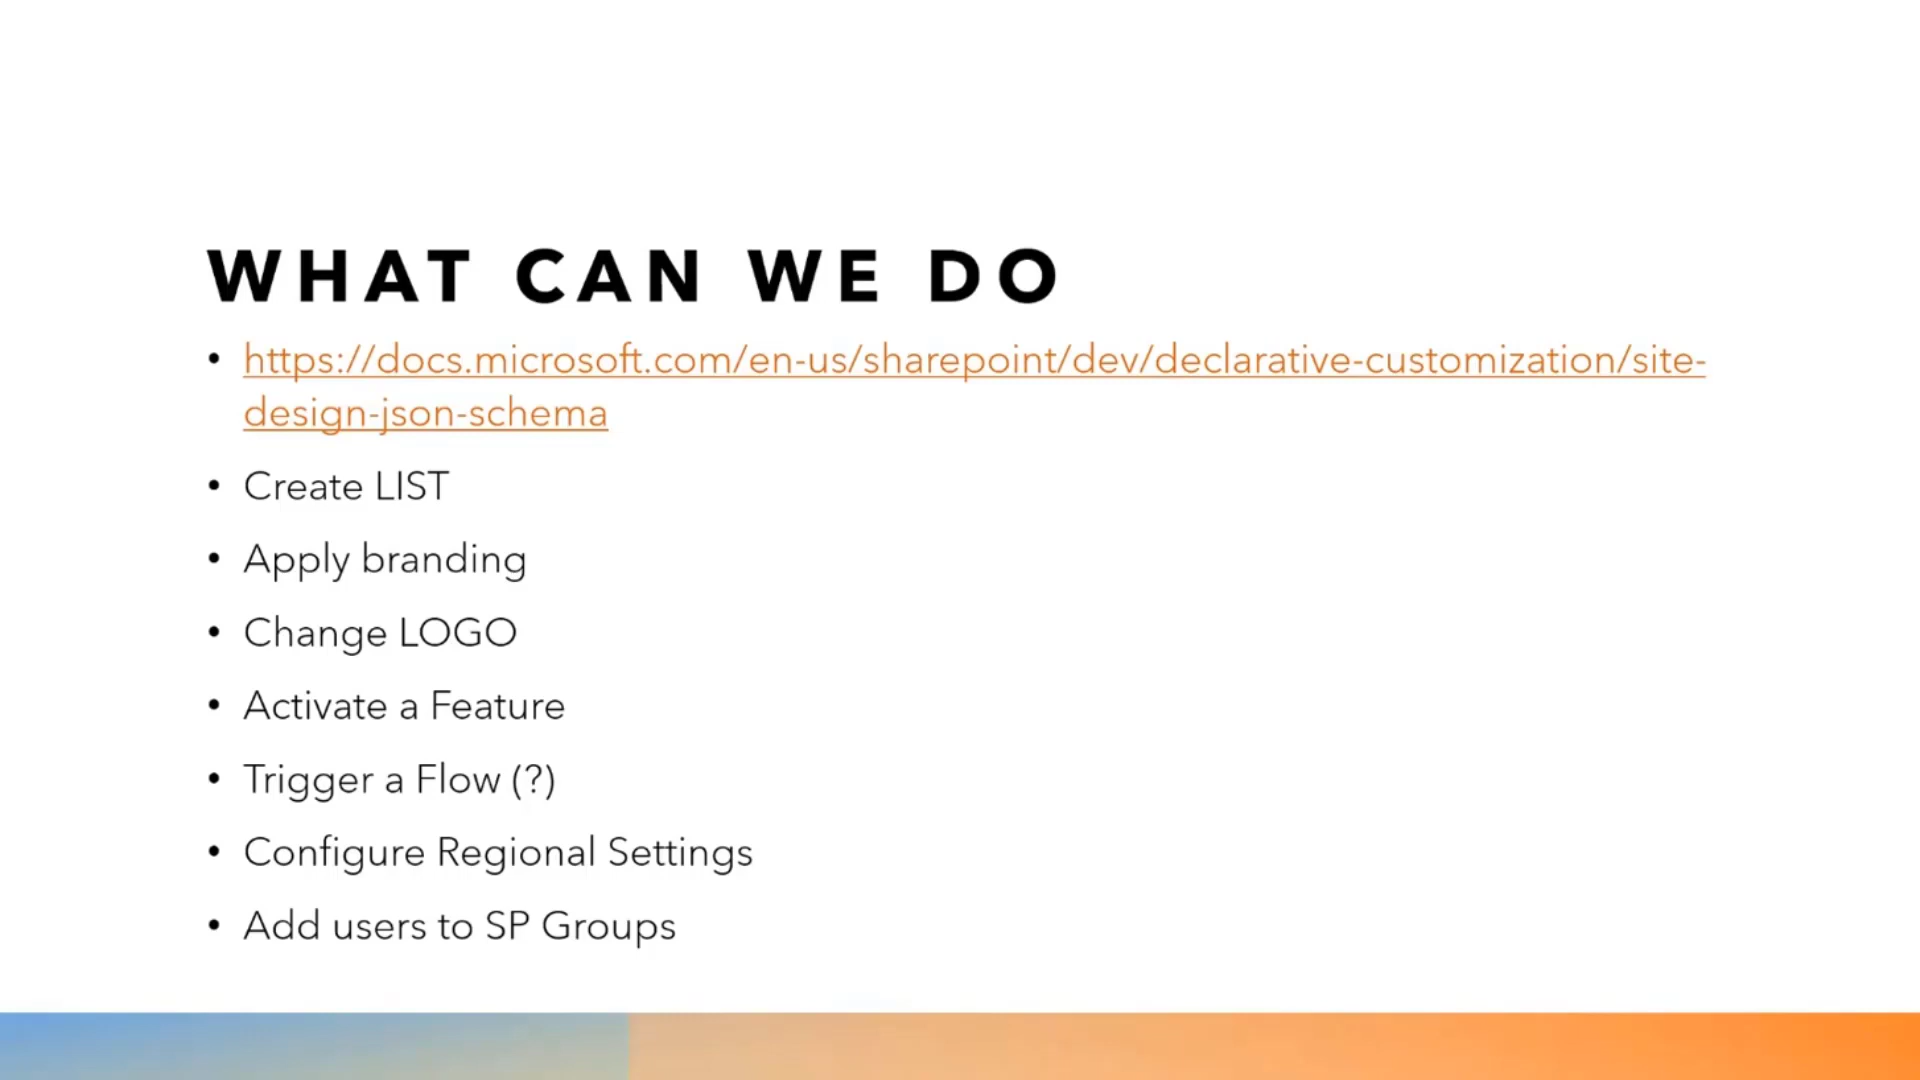 WHAT CAN WE DO
• https://docs.microsoft.com/en-us/sharepoint/dev/declarative-customization/site-
design-json-schema
• Create LIST
• Apply branding
• Change LOGO
• Activate a Feature
• Trigger a Flow (?)
• Configure Regional Settings
• Add users to SP Groups